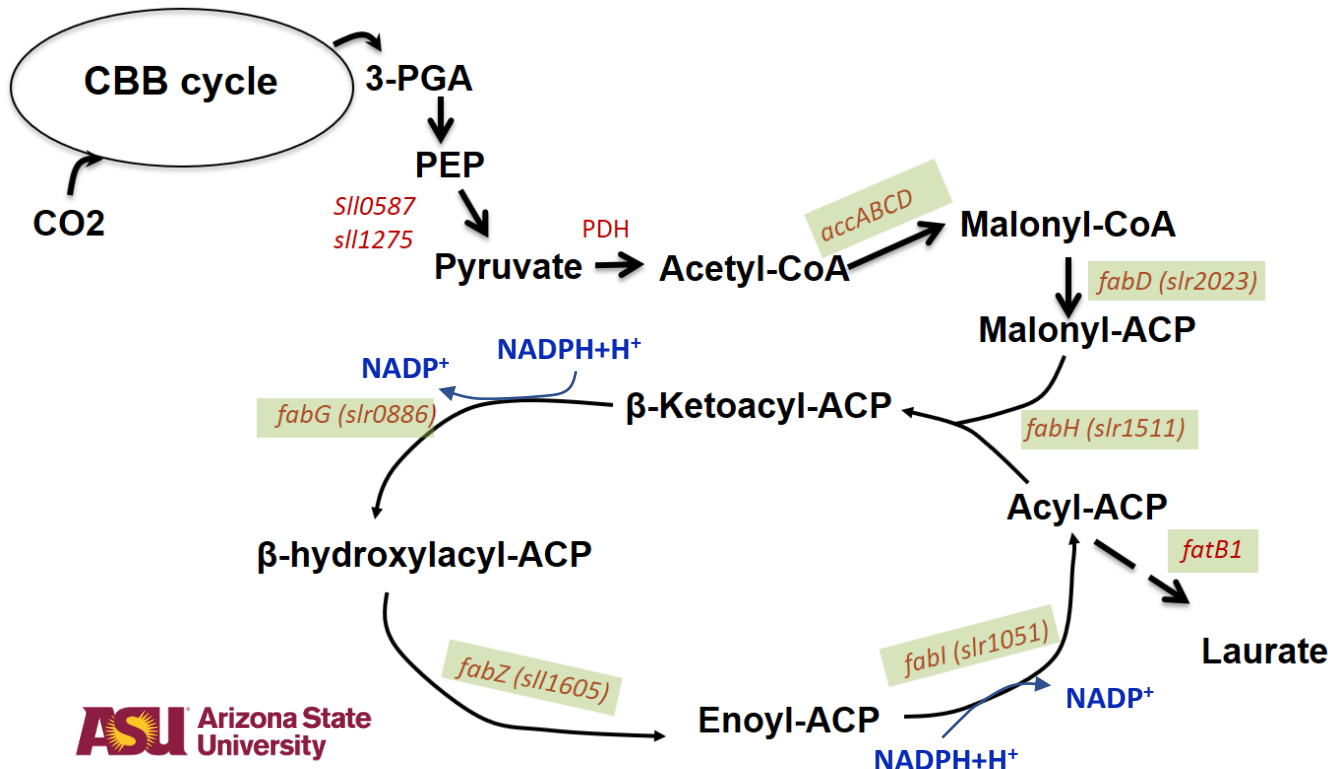 CBB cycle
3-PGA
PEP
CO2
Sll0587
sll1275
PDH
Pyruvate
Acetyl-CoA
accABCD
Malonyl-CoA
fabD (slr2023)
Malonyl-ACP
NADPH+H⁺
NADP⁺
fabG (slr0886)
β-Ketoacyl-ACP
fabH (slr1511)
Acyl-ACP
fatB1
β-hydroxylacyl-ACP
Laurate
fabI (slr1051)
fabZ (sll1605)
NADP⁺
Enoyl-ACP
NADPH+H⁺
ASU Arizona State
University